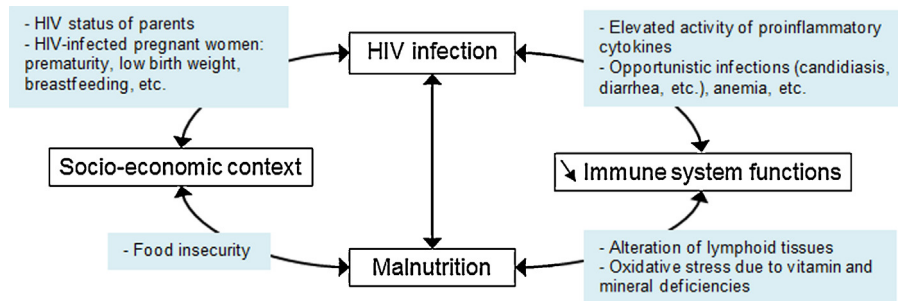 - HIV status of parents
- HIV-infected pregnant women:
prematurity, low birth weight,
breastfeeding, etc.
HIV infection
- Elevated activity of proinflammatory
cytokines
- Opportunistic infections (candidiasis,
diarrhea, etc.), anemia, etc.
Socio-economic context
↘ Immune system functions
- Food insecurity
Malnutrition
- Alteration of lymphoid tissues
- Oxidative stress due to vitamin and
mineral deficiencies